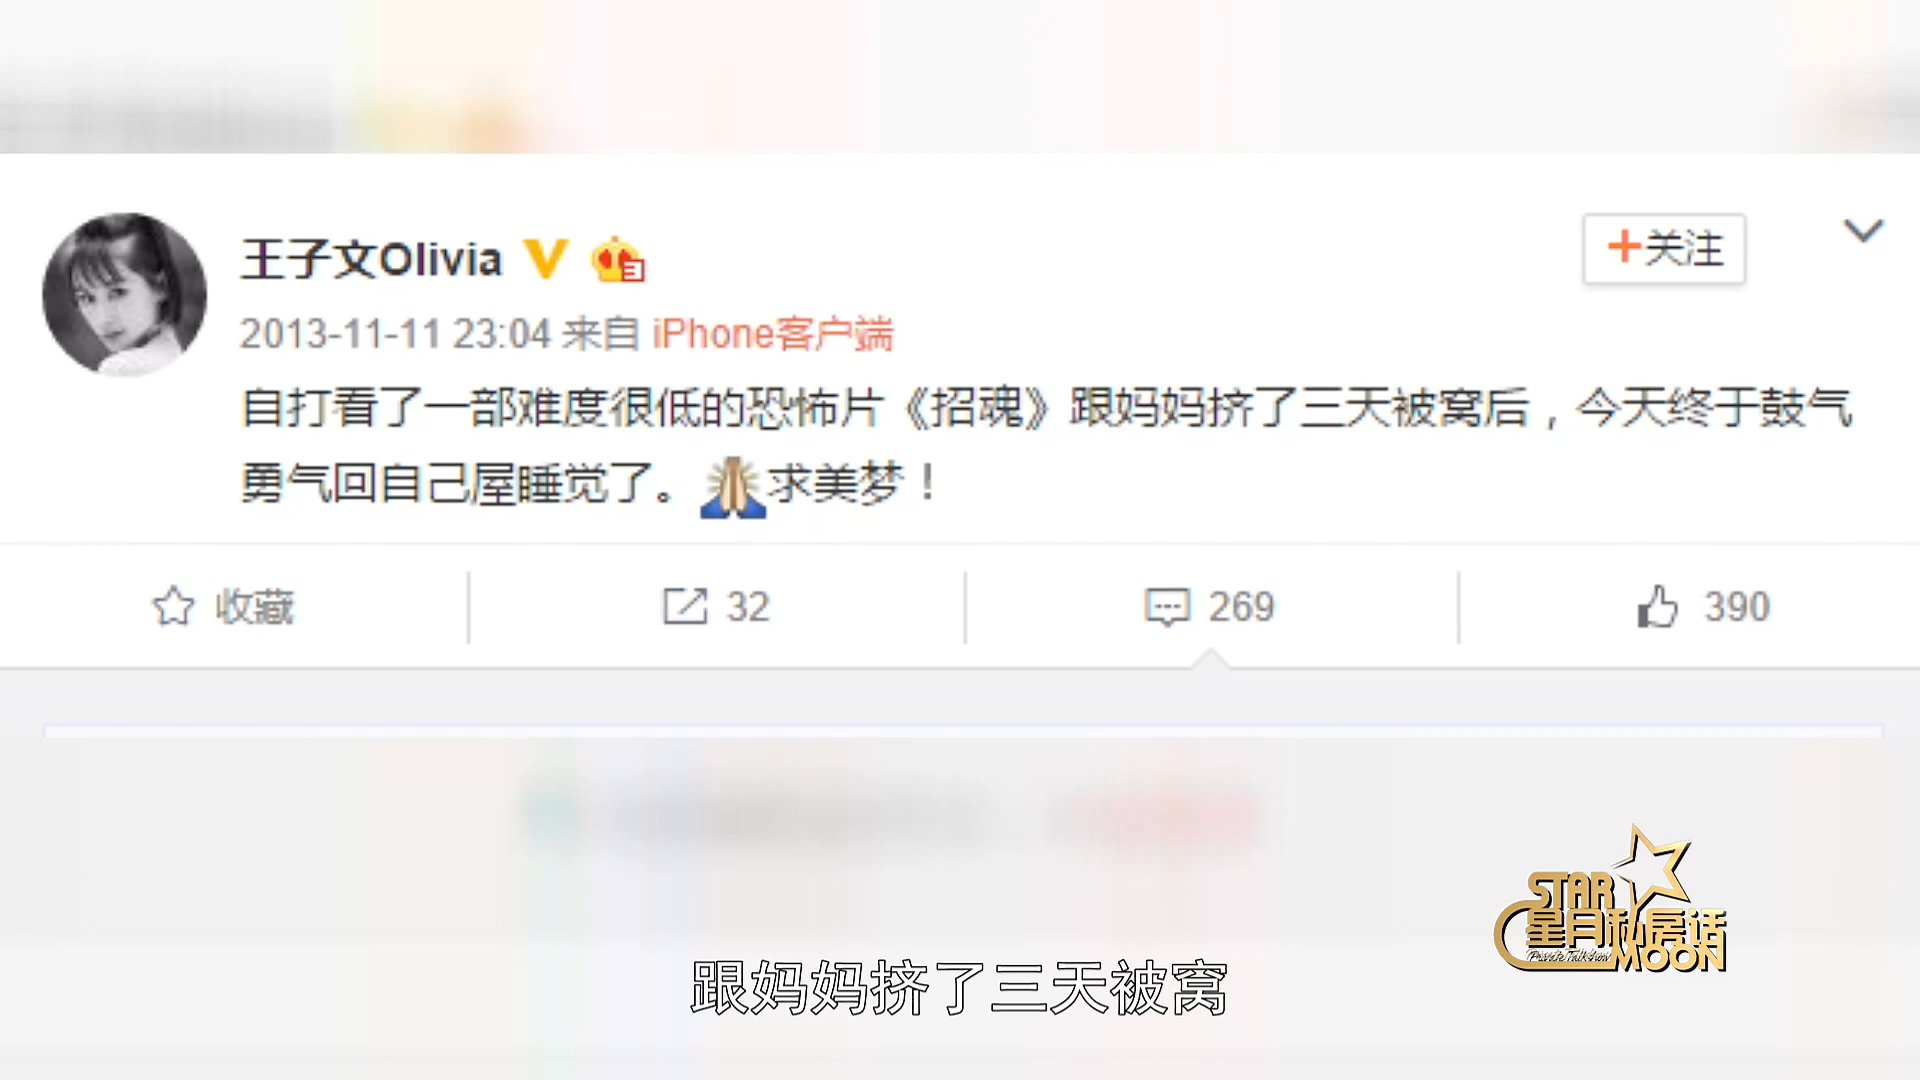 王子文Olivia
+关注
2013-11-11 23:04 来自 iPhone客户端
自打看了一部难度很低的恐怖片《招魂》跟妈妈挤了三天被窝后，今天终于鼓气
勇气回自己屋睡觉了。🙏求美梦！
收藏
32
269
390
STAR
星月私房话
Private Talkshow
MOON
跟妈妈挤了三天被窝